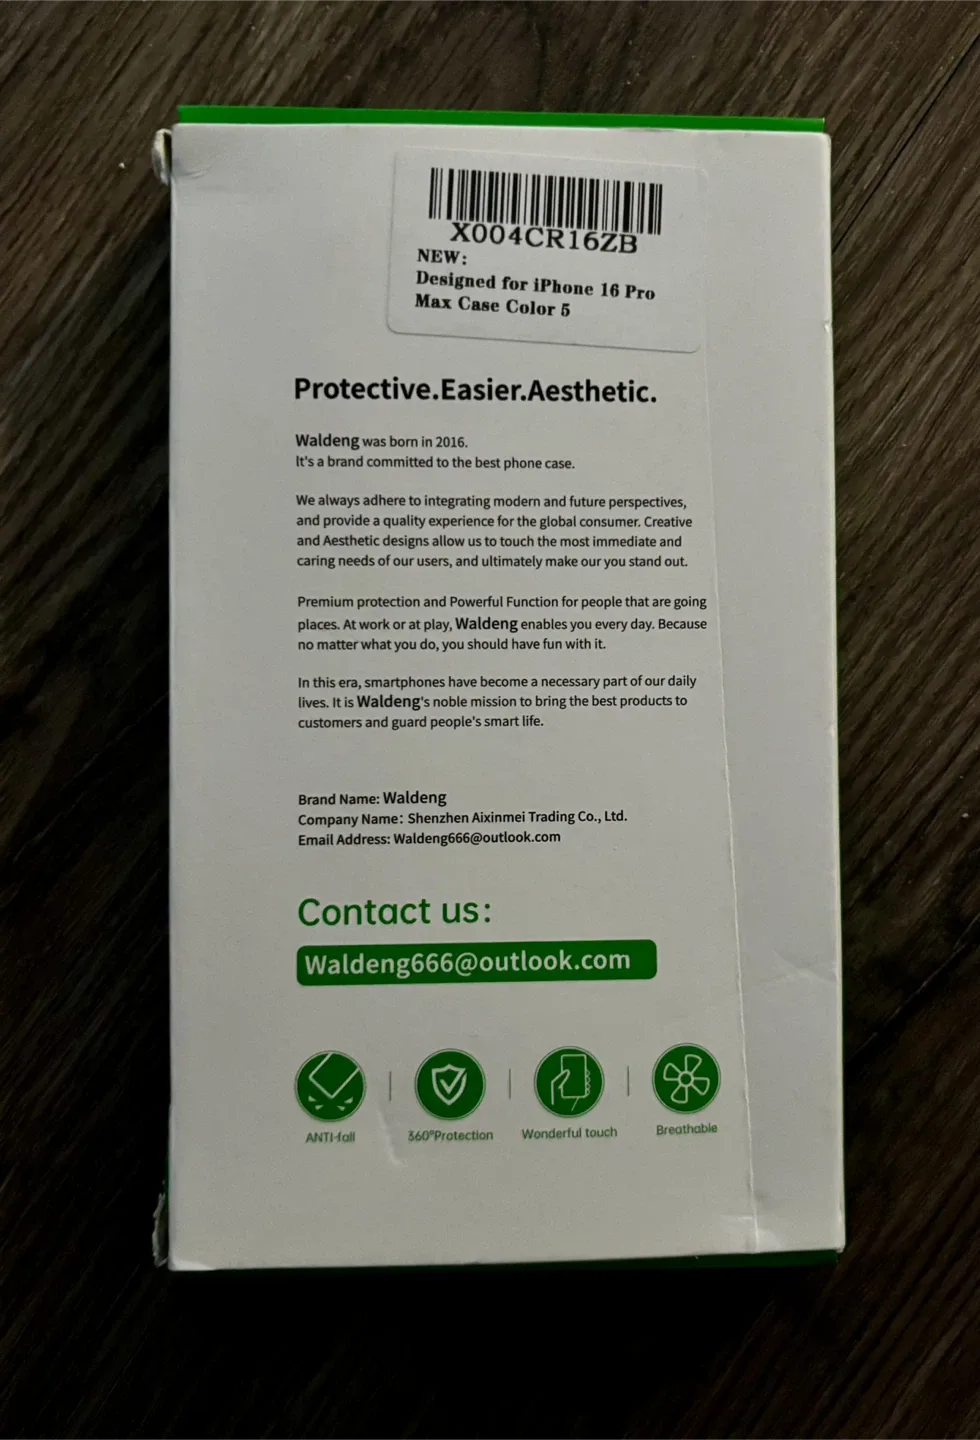 X004CR16ZB
NEW:
Designed for iPhone 16 Pro
Max Case Color 5
Protective.Easier.Aesthetic.
Waldeng was born in 2016.
It's a brand committed to the best phone case.
We always adhere to integrating modern and future perspectives,
and provide a quality experience for the global consumer. Creative
and Aesthetic designs allow us to touch the most immediate and
caring needs of our users, and ultimately make our you stand out.
Premium protection and Powerful Function for people that are going
places. At work or at play, Waldeng enables you every day. Because
no matter what you do, you should have fun with it.
In this era, smartphones have become a necessary part of our daily
lives. It is Waldeng's noble mission to bring the best products to
customers and guard people's smart life.
Brand Name: Waldeng
Company Name: Shenzhen Aixinmei Trading Co., Ltd.
Email Address: Waldeng666@outlook.com
Contact us:
Waldeng666@outlook.com
ANTI-fall 360°Protection Wonderful touch Breathable